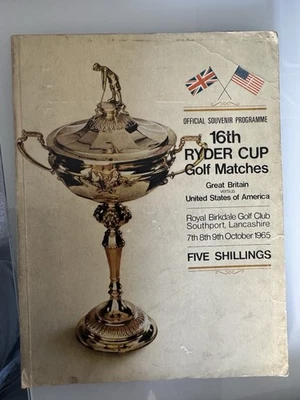 OFFICIAL SOUVENIR PROGRAMME
16th
RYDER CUP
Golf Matches
Great Britain
versus
United States of America
Royal Birkdale Golf Club
Southport, Lancashire
7th 8th 9th October 1965
FIVE SHILLINGS